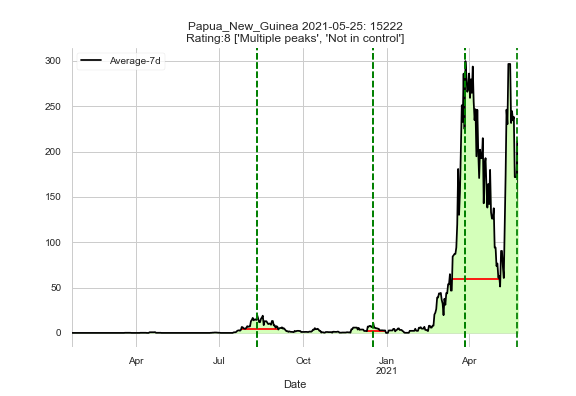 Papua_New_Guinea 2021-05-25: 15222
Rating:8 ['Multiple peaks', 'Not in control']
Average-7d
300
250
200
150
100
50
0
Apr
Jul
Oct
Jan
2021
Apr
Date